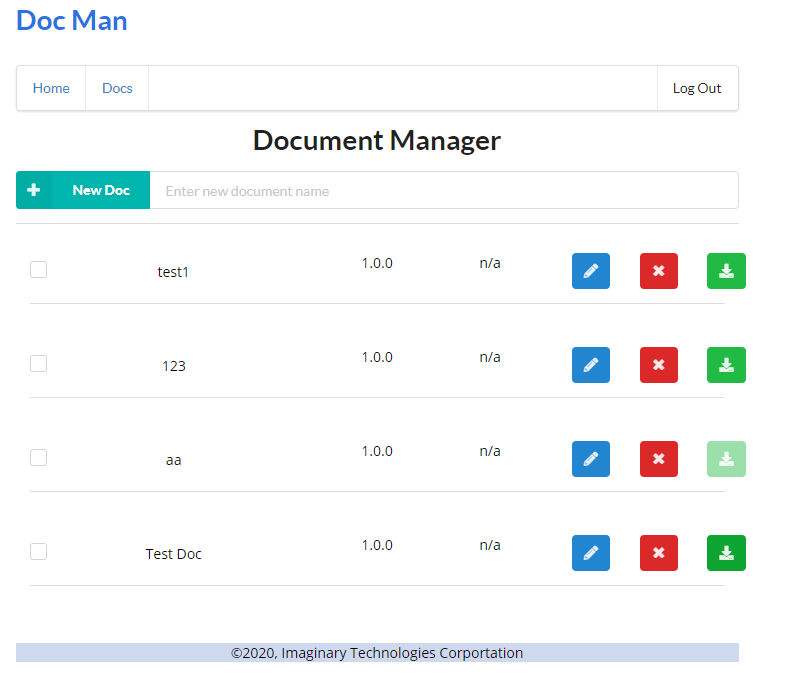 Doc Man
Home Docs Log Out
Document Manager
New Doc Enter new document name
test1 1.0.0 n/a
123 1.0.0 n/a
aa 1.0.0 n/a
Test Doc 1.0.0 n/a
©2020, Imaginary Technologies Corportation